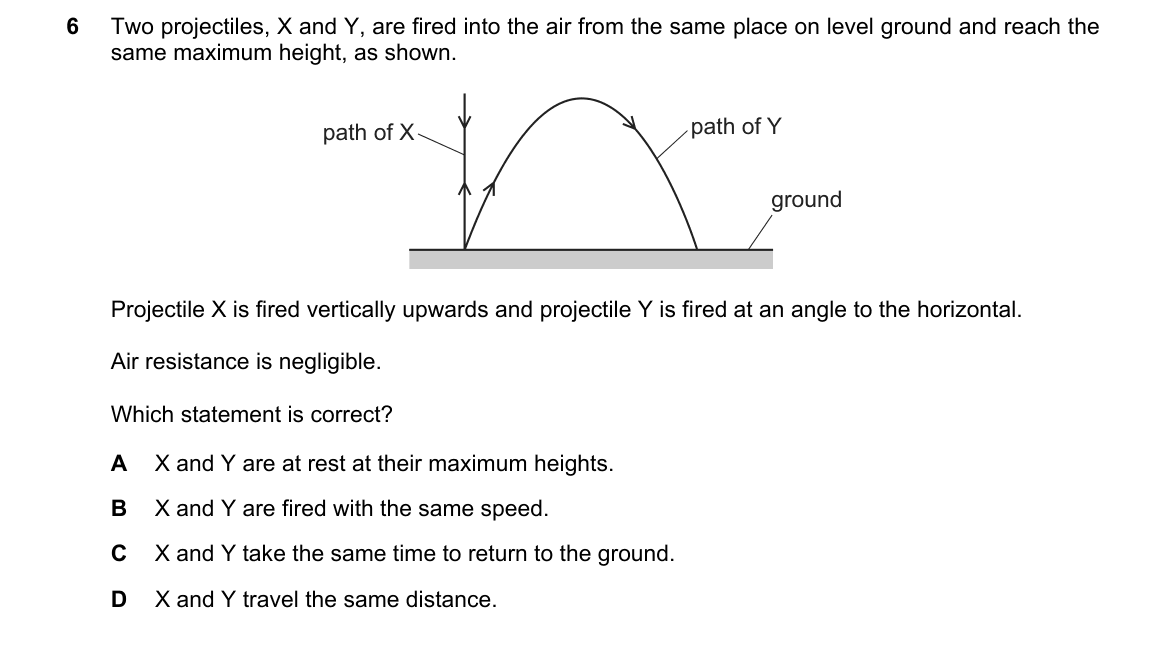 6 Two projectiles, X and Y, are fired into the air from the same place on level ground and reach the
same maximum height, as shown.
path of X
path of Y
ground
Projectile X is fired vertically upwards and projectile Y is fired at an angle to the horizontal.
Air resistance is negligible.
Which statement is correct?
A X and Y are at rest at their maximum heights.
B X and Y are fired with the same speed.
C X and Y take the same time to return to the ground.
D X and Y travel the same distance.